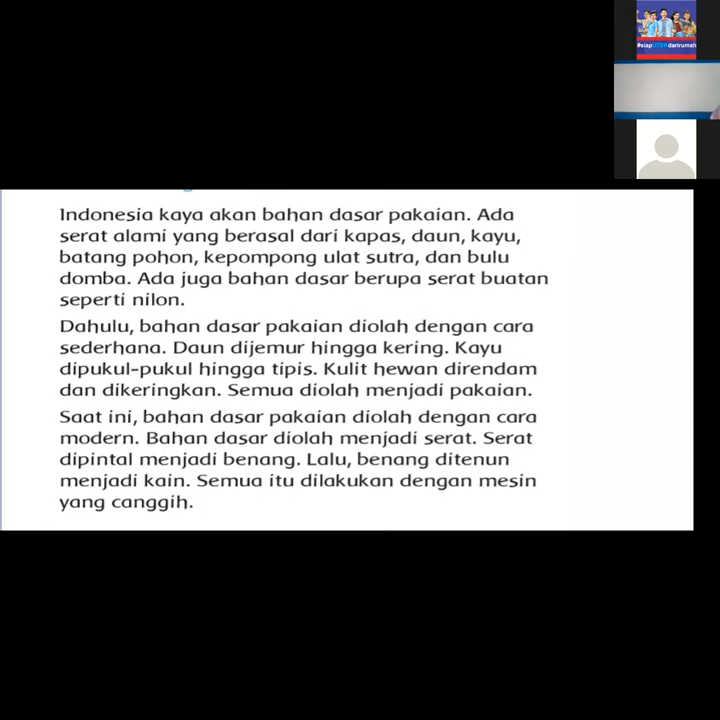 #siapUTBKdarirumah
Indonesia kaya akan bahan dasar pakaian. Ada
serat alami yang berasal dari kapas, daun, kayu,
batang pohon, kepompong ulat sutra, dan bulu
domba. Ada juga bahan dasar berupa serat buatan
seperti nilon.
Dahulu, bahan dasar pakaian diolah dengan cara
sederhana. Daun dijemur hingga kering. Kayu
dipukul-pukul hingga tipis. Kulit hewan direndam
dan dikeringkan. Semua diolah menjadi pakaian.
Saat ini, bahan dasar pakaian diolah dengan cara
modern. Bahan dasar diolah menjadi serat. Serat
dipintal menjadi benang. Lalu, benang ditenun
menjadi kain. Semua itu dilakukan dengan mesin
yang canggih.